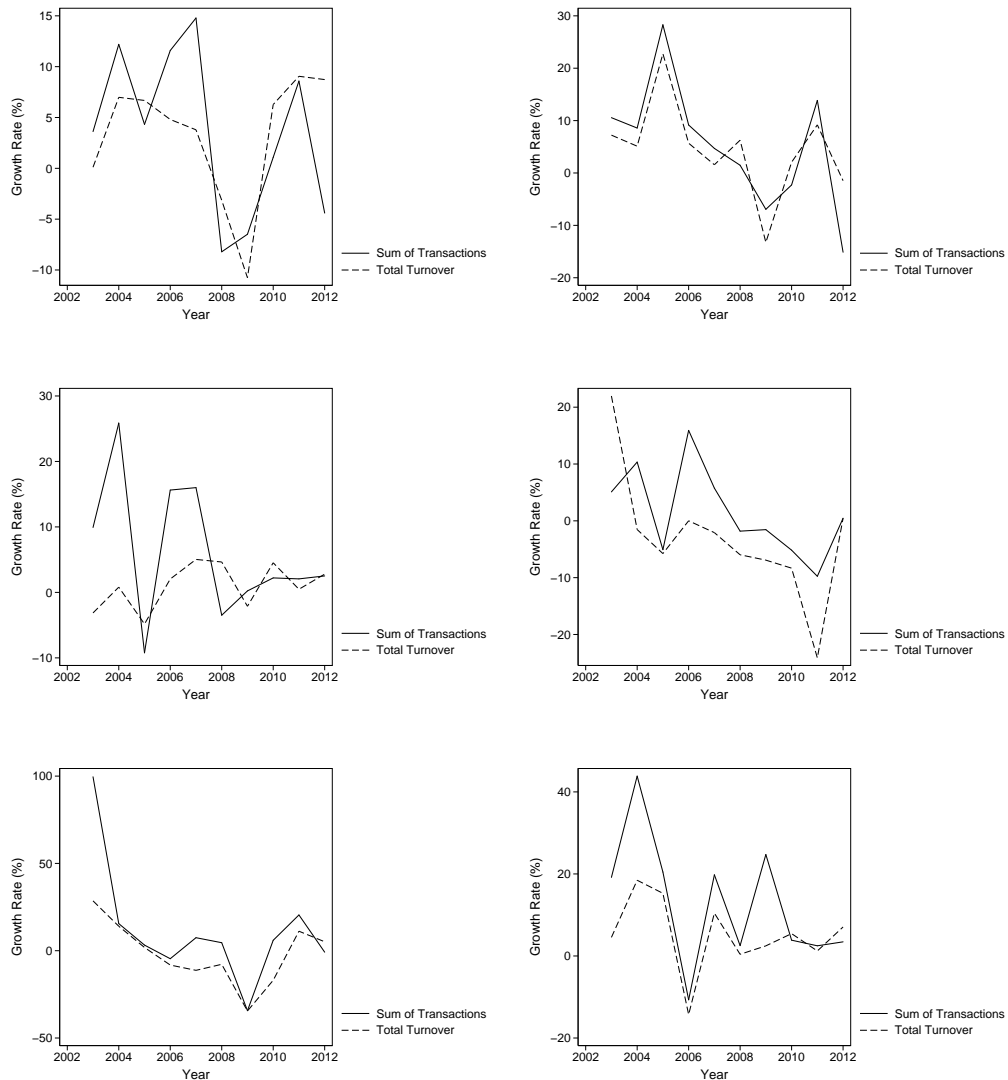 15
10
5
0
−5
−10
Growth Rate (%)
2002 2004 2006 2008 2010 2012
Year
Sum of Transactions
Total Turnover
30
20
10
0
−10
−20
Growth Rate (%)
2002 2004 2006 2008 2010 2012
Year
Sum of Transactions
Total Turnover
30
20
10
0
−10
Growth Rate (%)
2002 2004 2006 2008 2010 2012
Year
Sum of Transactions
Total Turnover
20
10
0
−10
−20
Growth Rate (%)
2002 2004 2006 2008 2010 2012
Year
Sum of Transactions
Total Turnover
100
50
0
−50
Growth Rate (%)
2002 2004 2006 2008 2010 2012
Year
Sum of Transactions
Total Turnover
40
20
0
−20
Growth Rate (%)
2002 2004 2006 2008 2010 2012
Year
Sum of Transactions
Total Turnover